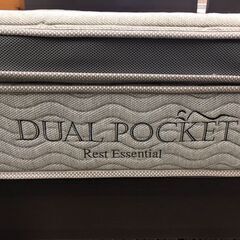 DUAL POCKET
Rest Essential